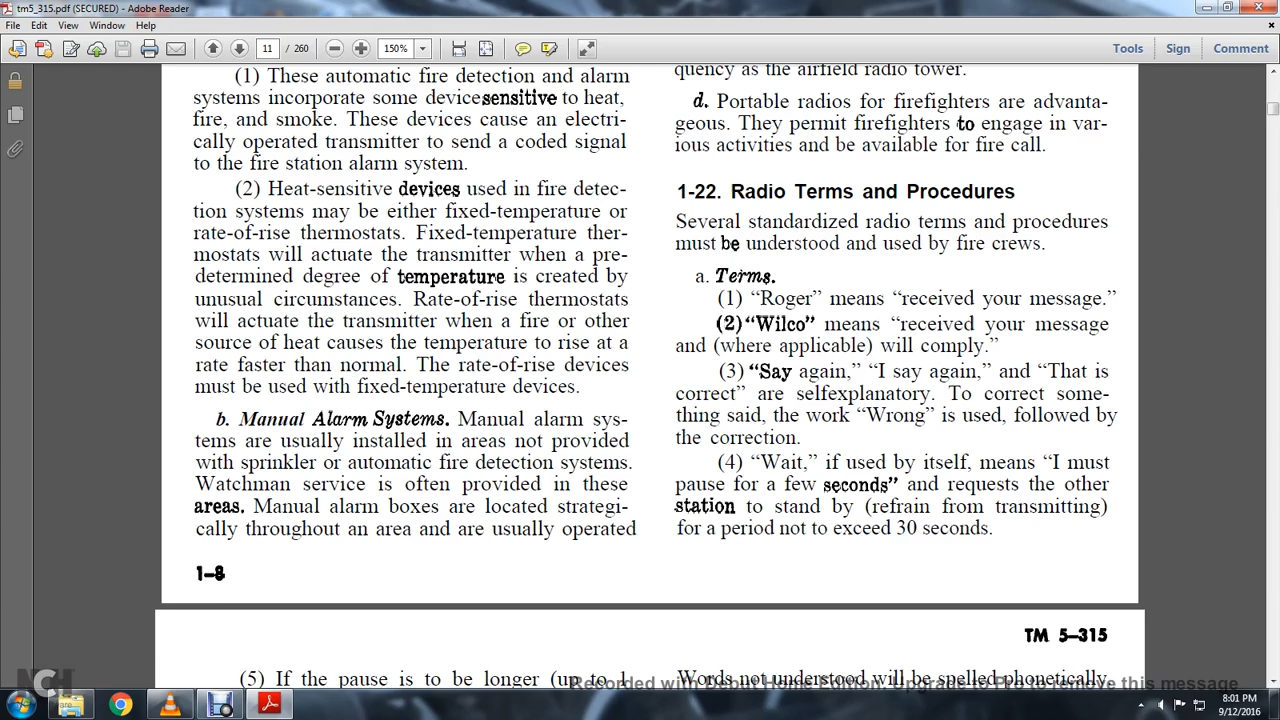 tm5_315.pdf (SECURED) - Adobe Reader
File Edit View Window Help
11 / 260 150% Tools Sign Comment
(1) These automatic fire detection and alarm
systems incorporate some device sensitive to heat,
fire, and smoke. These devices cause an electri-
cally operated transmitter to send a coded signal
to the fire station alarm system.
(2) Heat-sensitive devices used in fire detec-
tion systems may be either fixed-temperature or
rate-of-rise thermostats. Fixed-temperature ther-
mostats will actuate the transmitter when a pre-
determined degree of temperature is created by
unusual circumstances. Rate-of-rise thermostats
will actuate the transmitter when a fire or other
source of heat causes the temperature to rise at a
rate faster than normal. The rate-of-rise devices
must be used with fixed-temperature devices.
b. Manual Alarm Systems. Manual alarm sys-
tems are usually installed in areas not provided
with sprinkler or automatic fire detection systems.
Watchman service is often provided in these
areas. Manual alarm boxes are located strategi-
cally throughout an area and are usually operated
1-8
quency as the airfield radio tower.
d. Portable radios for firefighters are advanta-
geous. They permit firefighters to engage in var-
ious activities and be available for fire call.
1-22. Radio Terms and Procedures
Several standardized radio terms and procedures
must be understood and used by fire crews.
a. Terms.
(1) “Roger” means “received your message.”
(2) “Wilco” means “received your message
and (where applicable) will comply.”
(3) “Say again,” “I say again,” and “That is
correct” are selfexplanatory. To correct some-
thing said, the work “Wrong” is used, followed by
the correction.
(4) “Wait,” if used by itself, means “I must
pause for a few seconds” and requests the other
station to stand by (refrain from transmitting)
for a period not to exceed 30 seconds.
TM 5-315
(5) If the pause is to be longer (up to 1
Words not understood will be spelled phonetically
Recorded with Debut Home Edition. Upgrade to Pro to remove this message
NCH
8:01 PM
9/12/2016